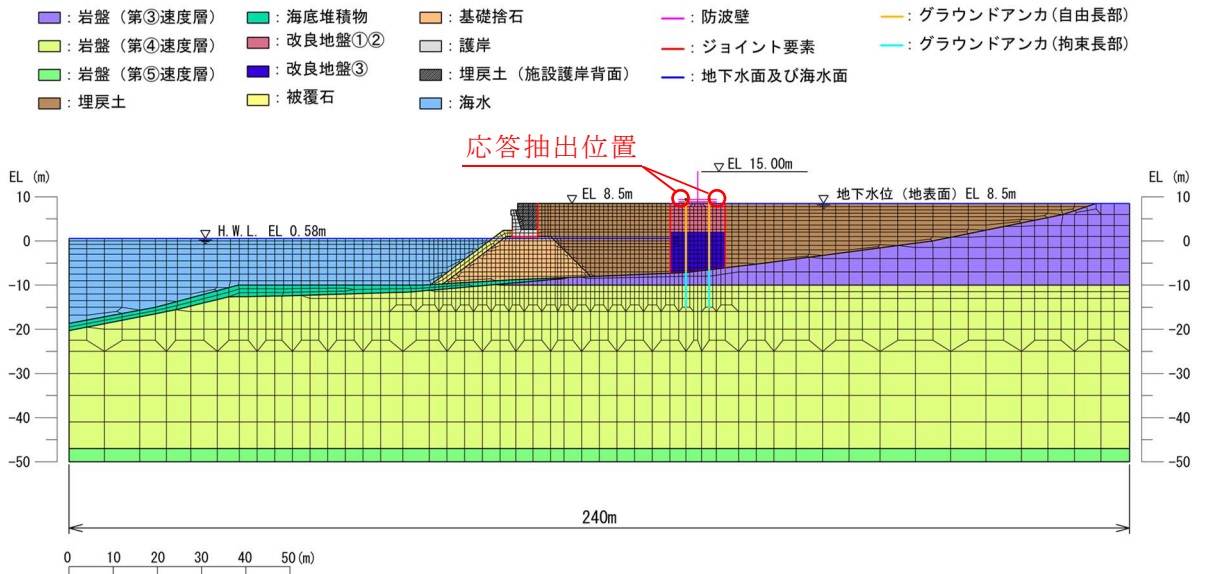 ：岩盤（第③速度層） ：海底堆積物 ：基礎捨石 ：防波壁 ：グラウンドアンカ(自由長部)
：岩盤（第④速度層） ：改良地盤①② ：護岸 ：ジョイント要素 ：グラウンドアンカ(拘束長部)
：岩盤（第⑤速度層） ：改良地盤③ ：埋戻土（施設護岸背面） ：地下水面及び海水面
：埋戻土 ：被覆石 ：海水
応答抽出位置
EL 15.00m
EL (m) EL (m)
EL 8.5m 地下水位（地表面）EL 8.5m
10 10
H.W.L. EL 0.58m
0 0
-10 -10
-20 -20
-30 -30
-40 -40
-50 -50
240m
0 10 20 30 40 50(m)